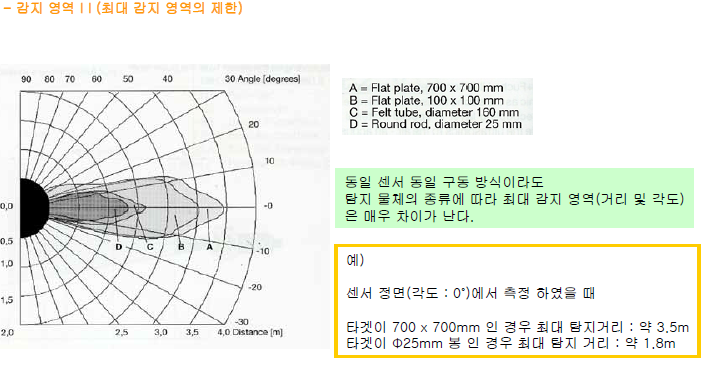 - 감지 영역 II (최대 감지 영역의 제한)
90 80 70 60 50 40 30 Angle [degrees]
20
10
-0
-10
-20
-30
0,0
0,5
1,0
1,5
2,0 2,5 3,0 3,5 4,0 Distance [m]
D C B A
A = Flat plate, 700 x 700 mm
B = Flat plate, 100 x 100 mm
C = Felt tube, diameter 160 mm
D = Round rod, diameter 25 mm
동일 센서 동일 구동 방식이라도
탐지 물체의 종류에 따라 최대 감지 영역(거리 및 각도)
은 매우 차이가 난다.
예)
센서 정면(각도 : 0°)에서 측정 하였을 때
타겟이 700 x 700mm 인 경우 최대 탐지거리 : 약 3.5m
타겟이 Φ25mm 봉 인 경우 최대 탐지 거리 : 약 1.8m